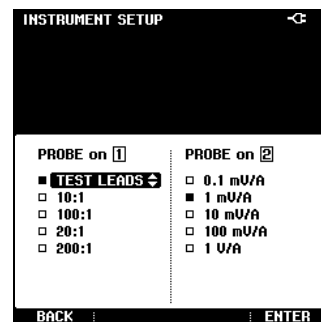 INSTRUMENT SETUP
PROBE on 1
TEST LEADS
10:1
100:1
20:1
200:1
PROBE on 2
0.1 mV/A
1 mV/A
10 mV/A
100 mV/A
1 V/A
BACK
ENTER